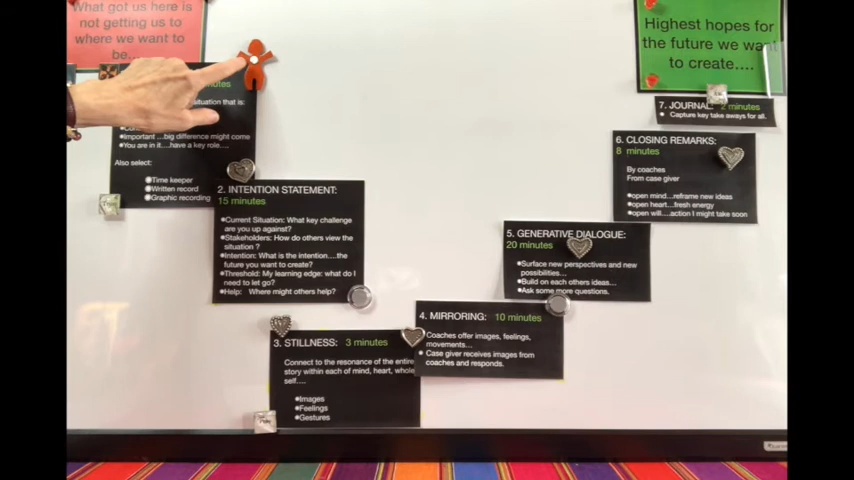 What got us here is
not getting us to
where we want to
be...
situation that is:
●Important ...big difference might come
●You are in it....have a key role....
Also select:
●Time keeper
●Written record
●Graphic recording
2. INTENTION STATEMENT:
15 minutes
●Current Situation: What key challenge
are you up against?
●Stakeholders: How do others view the
situation ?
●Intention: What is the intention....the
future you want to create?
●Threshold: My learning edge: what do I
need to let go?
●Help: Where might others help?
3. STILLNESS: 3 minutes
Connect to the resonance of the entire
story within each of mind, heart, whole
self....
●Images
●Feelings
●Gestures
4. MIRRORING: 10 minutes
Coaches offer images, feelings,
movements...
● Case giver receives images from
coaches and responds.
5. GENERATIVE DIALOGUE:
20 minutes
●Surface new perspectives and new
possibilities....
●Build on each others ideas....
●Ask some more questions.
6. CLOSING REMARKS:
8 minutes
By coaches
From case giver
●open mind...reframe new ideas
●open heart...fresh energy
●open will....action I might take soon
7. JOURNAL: 2 minutes
● Capture key take aways for all.
Highest hopes for
the future we want
to create....